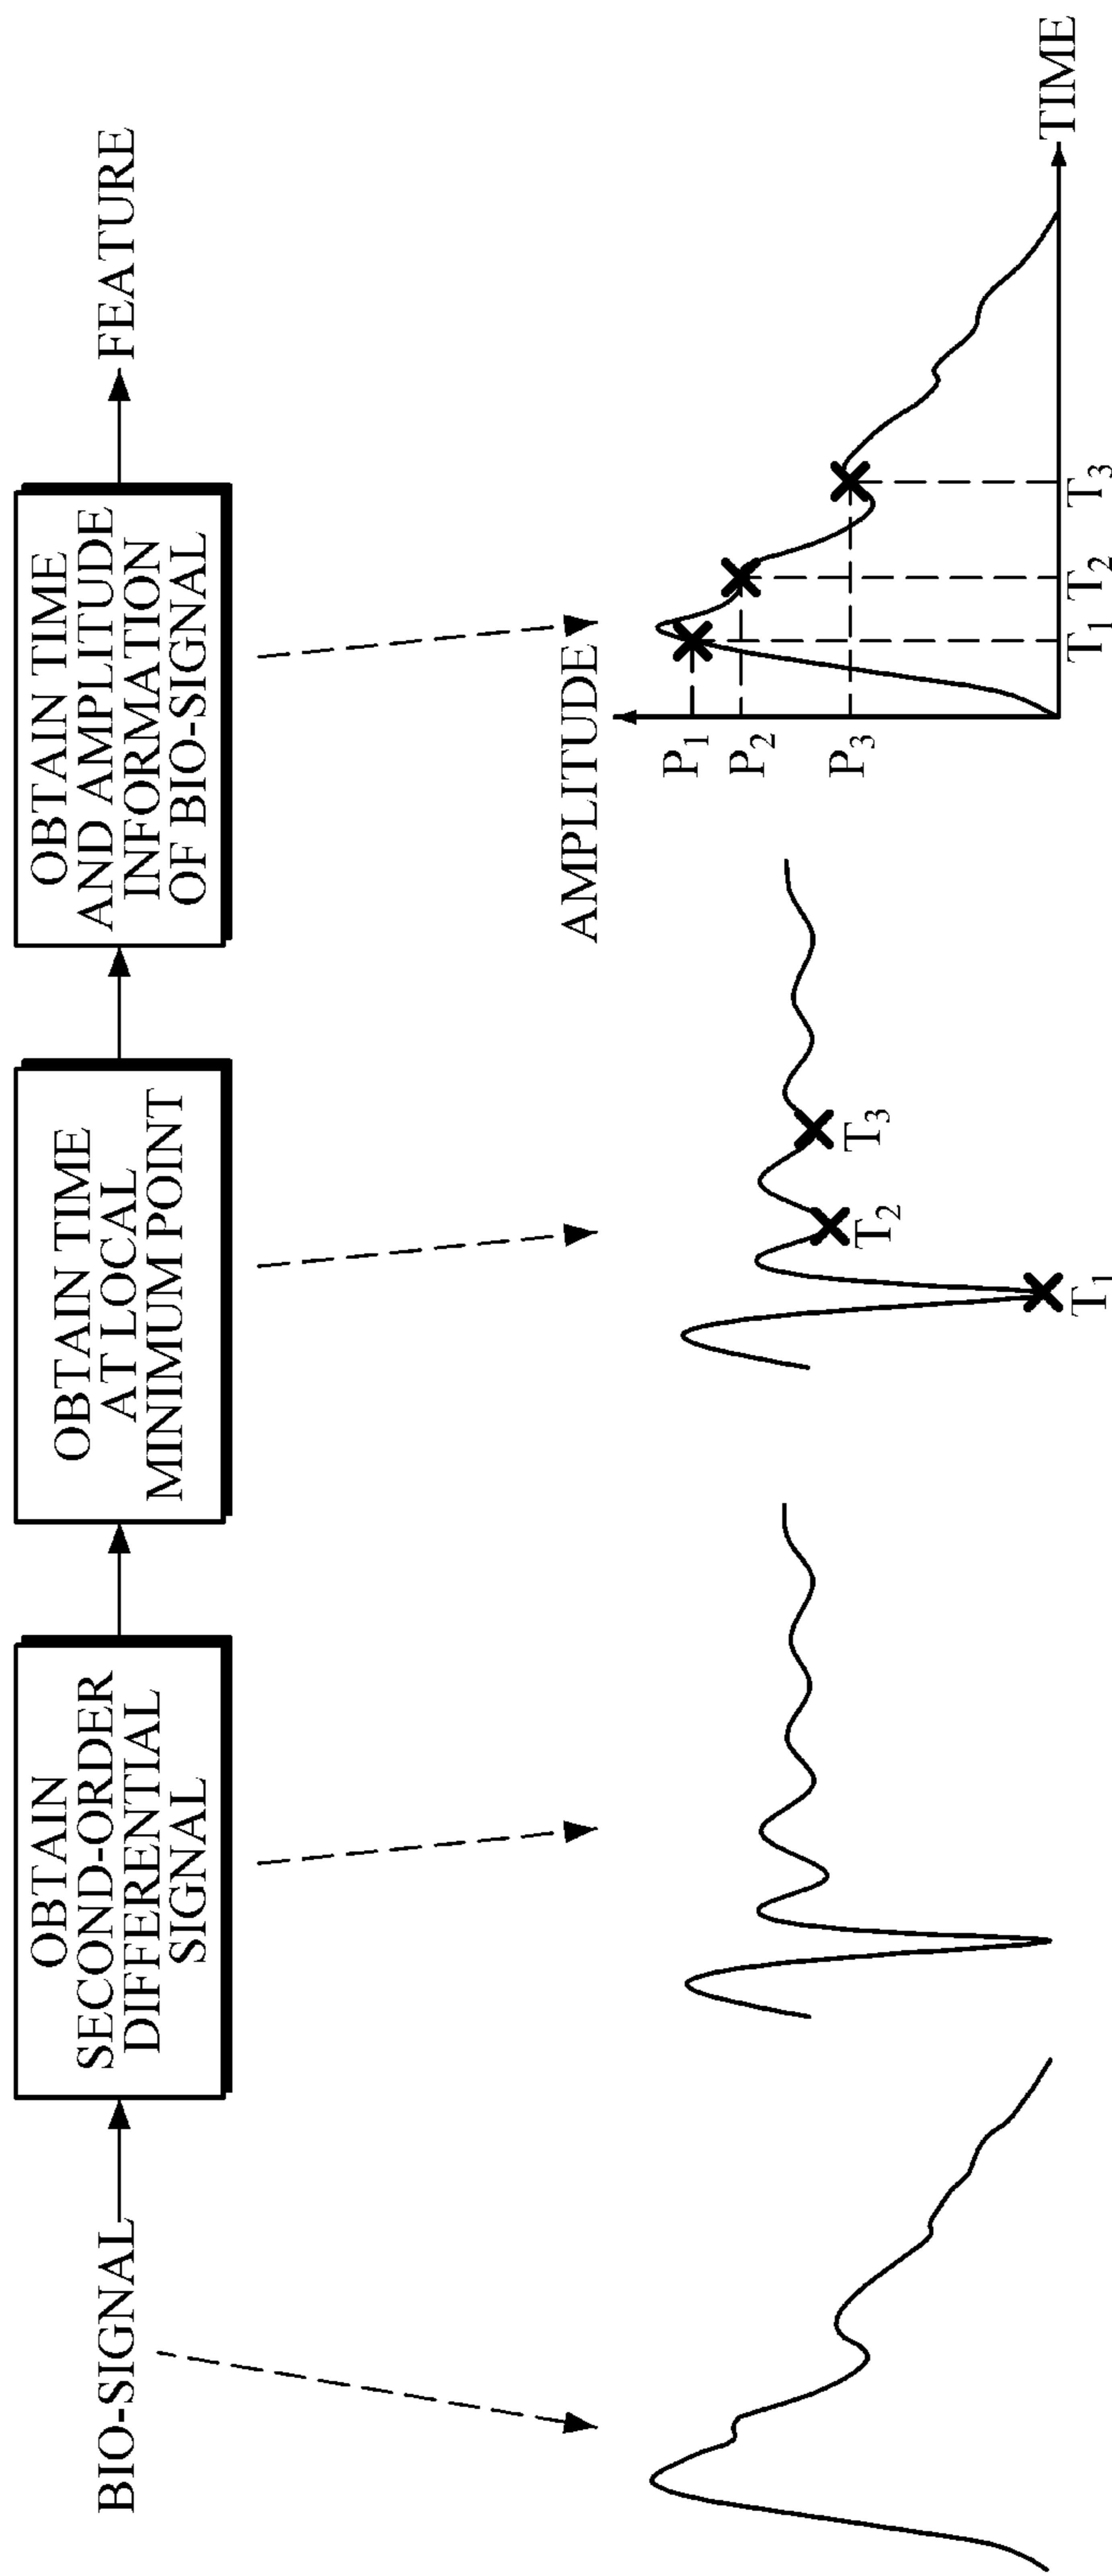 BIO-SIGNAL
OBTAIN
SECOND-ORDER
DIFFERENTIAL
SIGNAL
OBTAIN TIME
AT LOCAL
MINIMUM POINT
OBTAIN TIME
AND AMPLITUDE
INFORMATION
OF BIO-SIGNAL
FEATURE
T1
T2
T3
AMPLITUDE
P1
P2
P3
T1
T2
T3
TIME